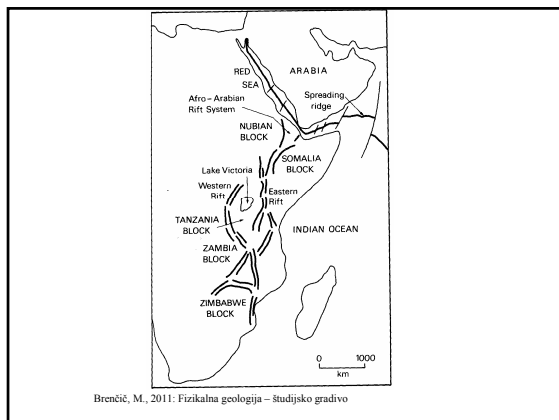 RED
SEA
ARABIA
Afro-Arabian
Rift System
Spreading
ridge
NUBIAN
BLOCK
SOMALIA
BLOCK
Lake Victoria
Western
Rift
Eastern
Rift
TANZANIA
BLOCK
INDIAN OCEAN
ZAMBIA
BLOCK
ZIMBABWE
BLOCK
0 1000
km
Brenčič, M., 2011: Fizikalna geologija – študijsko gradivo